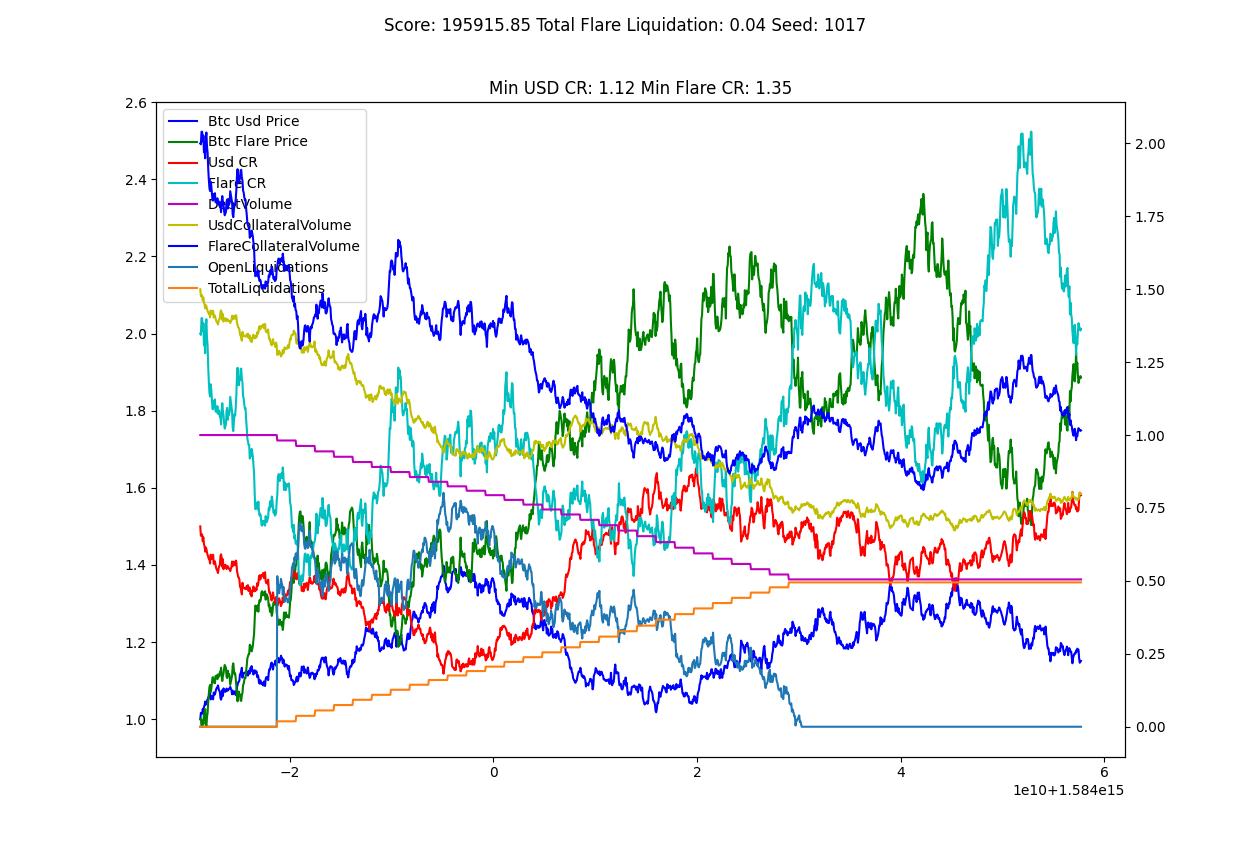 Score: 195915.85 Total Flare Liquidation: 0.04 Seed: 1017
Min USD CR: 1.12 Min Flare CR: 1.35
2.6
2.4
2.2
2.0
1.8
1.6
1.4
1.2
1.0
Btc Usd Price
Btc Flare Price
Usd CR
Flare CR
DebtVolume
UsdCollateralVolume
FlareCollateralVolume
OpenLiquidations
TotalLiquidations
2.00
1.75
1.50
1.25
1.00
0.75
0.50
0.25
0.00
−2 0 2 4 6
1e10+1.584e15